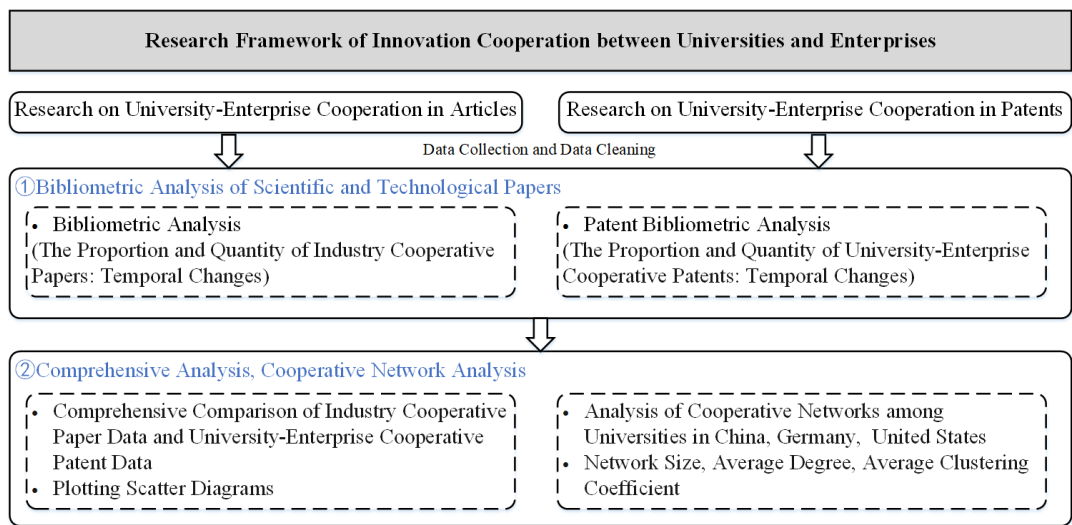 Research Framework of Innovation Cooperation between Universities and Enterprises
Research on University-Enterprise Cooperation in Articles
Research on University-Enterprise Cooperation in Patents
Data Collection and Data Cleaning
①Bibliometric Analysis of Scientific and Technological Papers
• Bibliometric Analysis
(The Proportion and Quantity of Industry Cooperative
Papers: Temporal Changes)
• Patent Bibliometric Analysis
(The Proportion and Quantity of University-Enterprise
Cooperative Patents: Temporal Changes)
②Comprehensive Analysis, Cooperative Network Analysis
• Comprehensive Comparison of Industry Cooperative
Paper Data and University-Enterprise Cooperative
Patent Data
• Plotting Scatter Diagrams
• Analysis of Cooperative Networks among
Universities in China, Germany, United States
• Network Size, Average Degree, Average Clustering
Coefficient